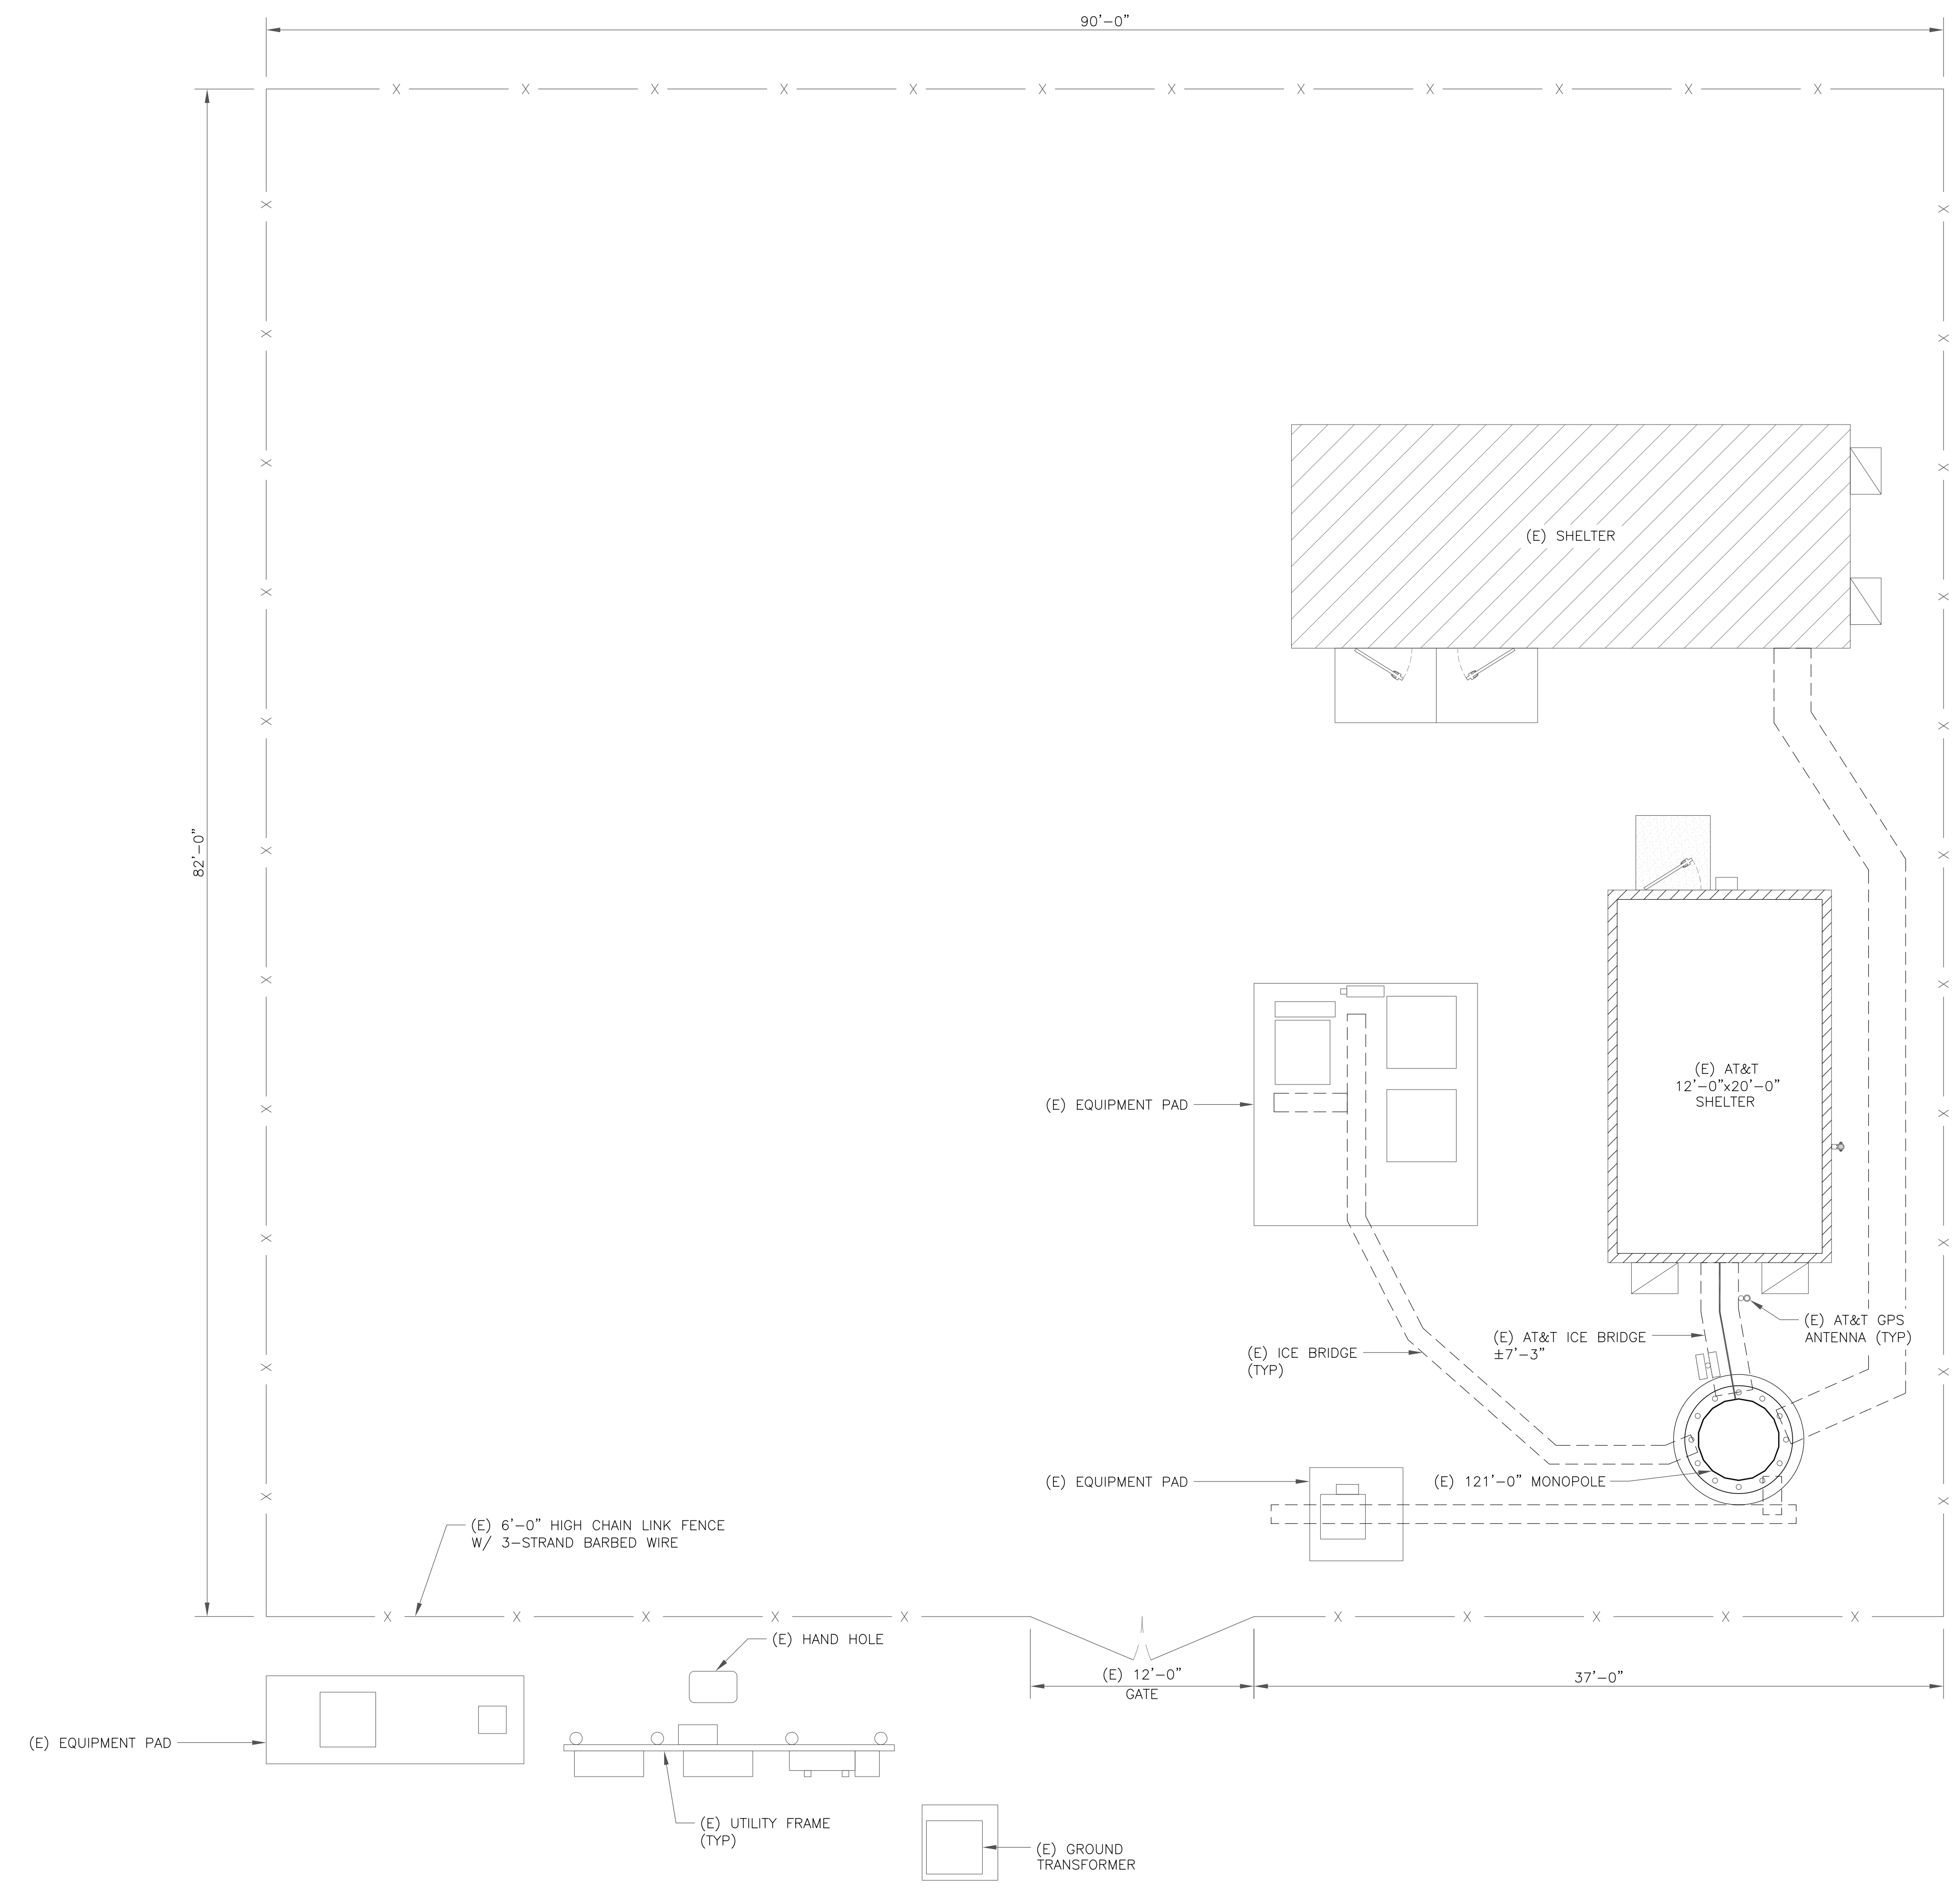 90'-0"
82'-0"
(E) SHELTER
(E) AT&T
12'-0"x20'-0"
SHELTER
(E) EQUIPMENT PAD
(E) AT&T GPS
ANTENNA (TYP)
(E) AT&T ICE BRIDGE
±7'-3"
(E) ICE BRIDGE
(TYP)
(E) EQUIPMENT PAD
(E) 121'-0" MONOPOLE
(E) 6'-0" HIGH CHAIN LINK FENCE
W/ 3-STRAND BARBED WIRE
(E) HAND HOLE
(E) 12'-0"
GATE
37'-0"
(E) EQUIPMENT PAD
(E) UTILITY FRAME
(TYP)
(E) GROUND
TRANSFORMER